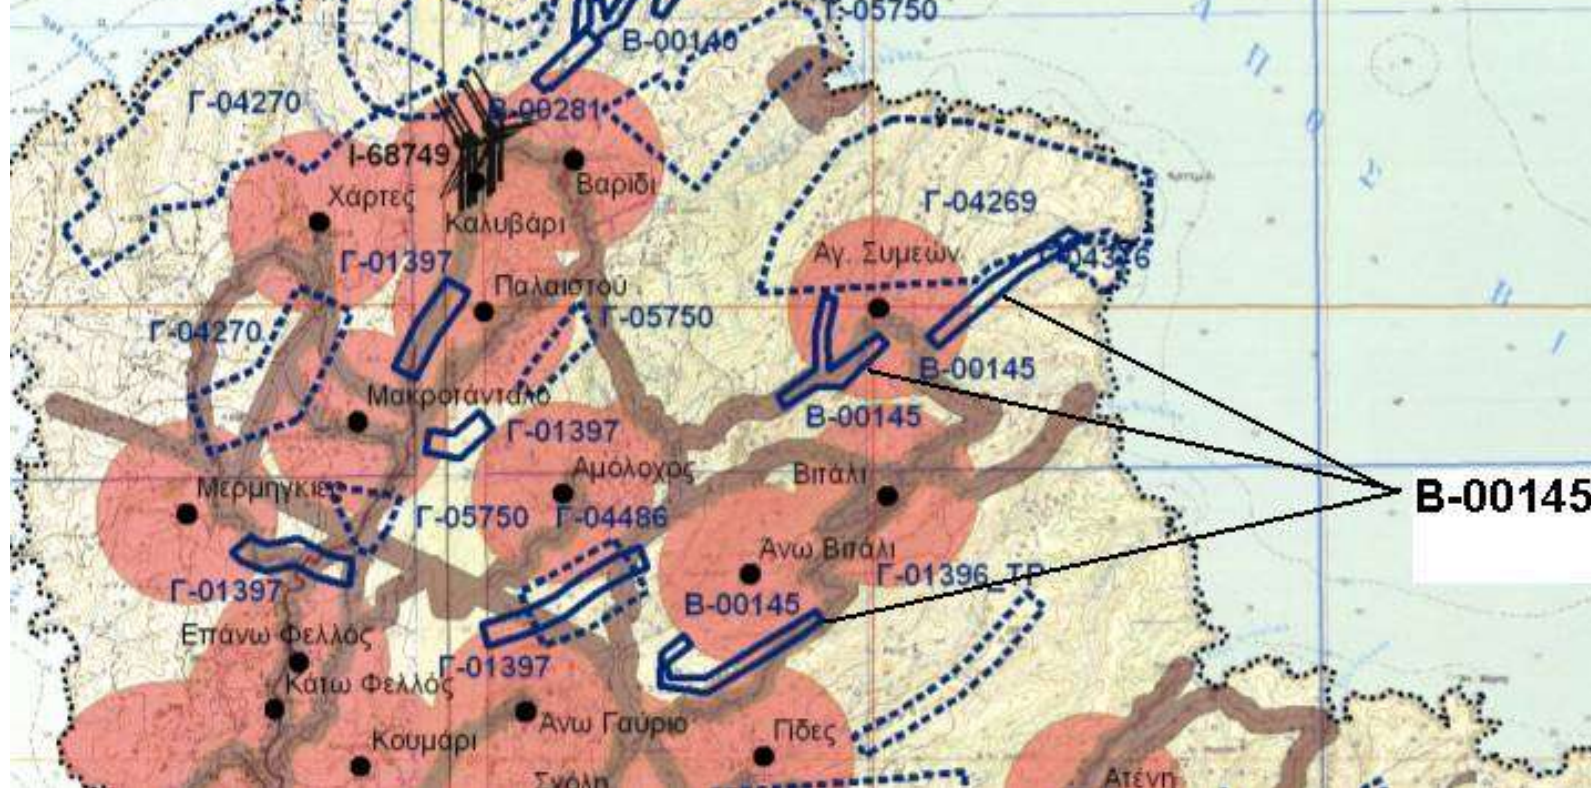 Γ-05750
B-00140
Γ-04270
B-00281
I-68749
Βαρίδι
Χάρτες
Γ-04269
Καλυβάρι
Αγ. Συμεών
Γ-01397
Παλαιστού
Γ-05750
Γ-04270
B-00145
Μακροτάνταλο
B-00145
Γ-01397
Αμόλοχος
Βιτάλι
Μερμηγκιές
B-00145
Γ-05750
Γ-04486
Άνω Βιτάλι
Γ-01396_ΤΡ
Γ-01397
B-00145
Επάνω Φελλός
Γ-01397
Κάτω Φελλός
Άνω Γαύριο
Γίδες
Κουμάρι
Σχόλη
Ατένη